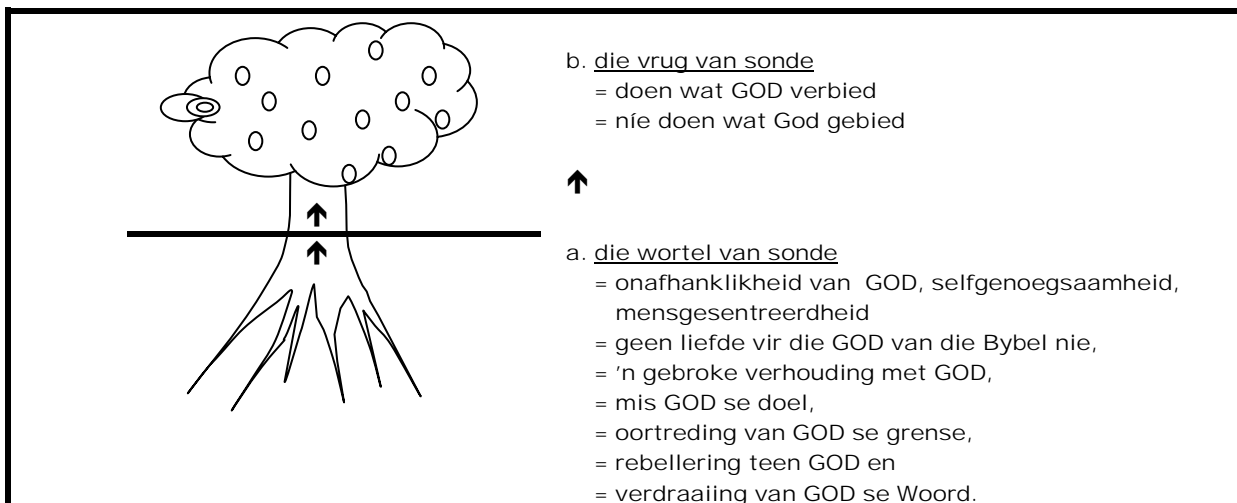 b. die vrug van sonde
= doen wat GOD verbied
= níe doen wat God gebied
a. die wortel van sonde
= onafhanklikheid van GOD, selfgenoegsaamheid,
mensgesentreerdheid
= geen liefde vir die GOD van die Bybel nie,
= 'n gebroke verhouding met GOD,
= mis GOD se doel,
= oortreding van GOD se grense,
= rebellering teen GOD en
= verdraaiing van GOD se Woord.